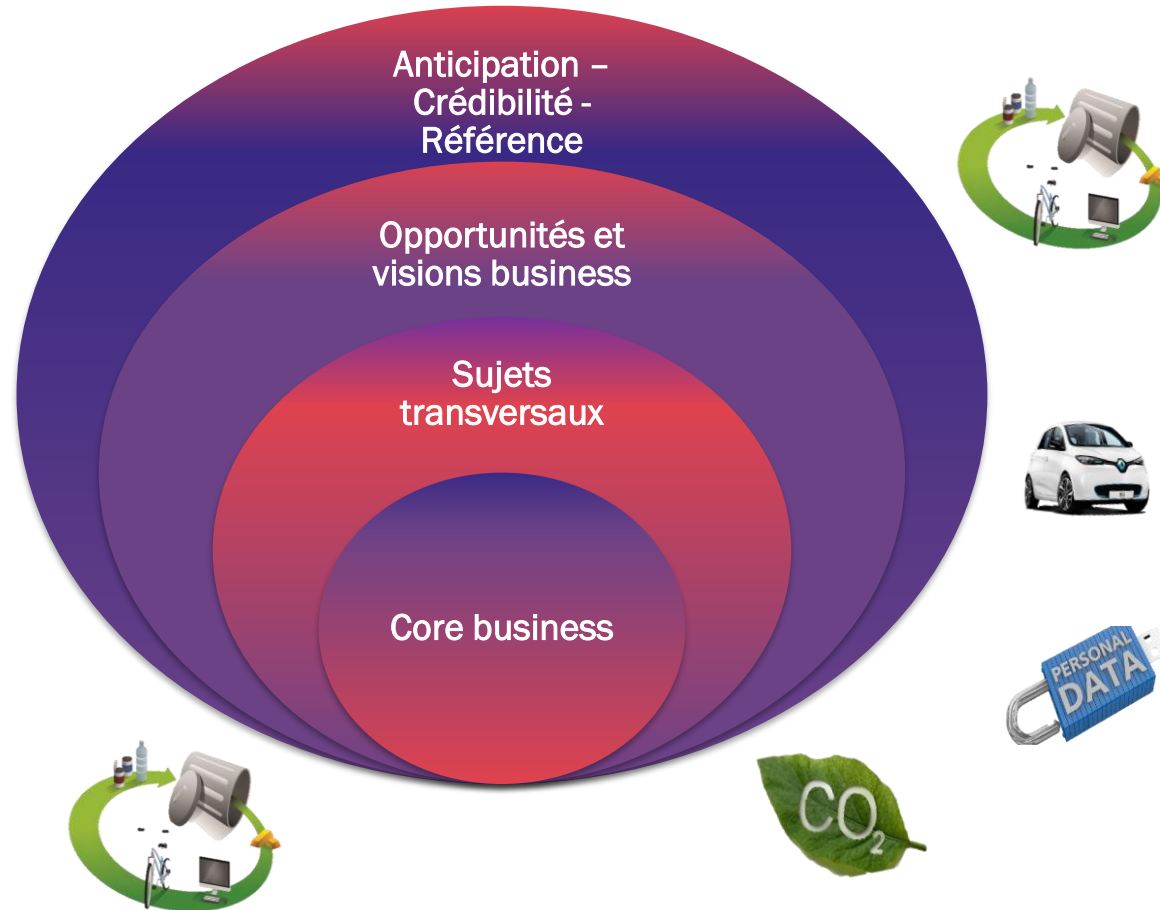 Anticipation –
Crédibilité -
Référence
Opportunités et
visions business
Sujets
transversaux
Core business
PERSONAL
DATA
CO2